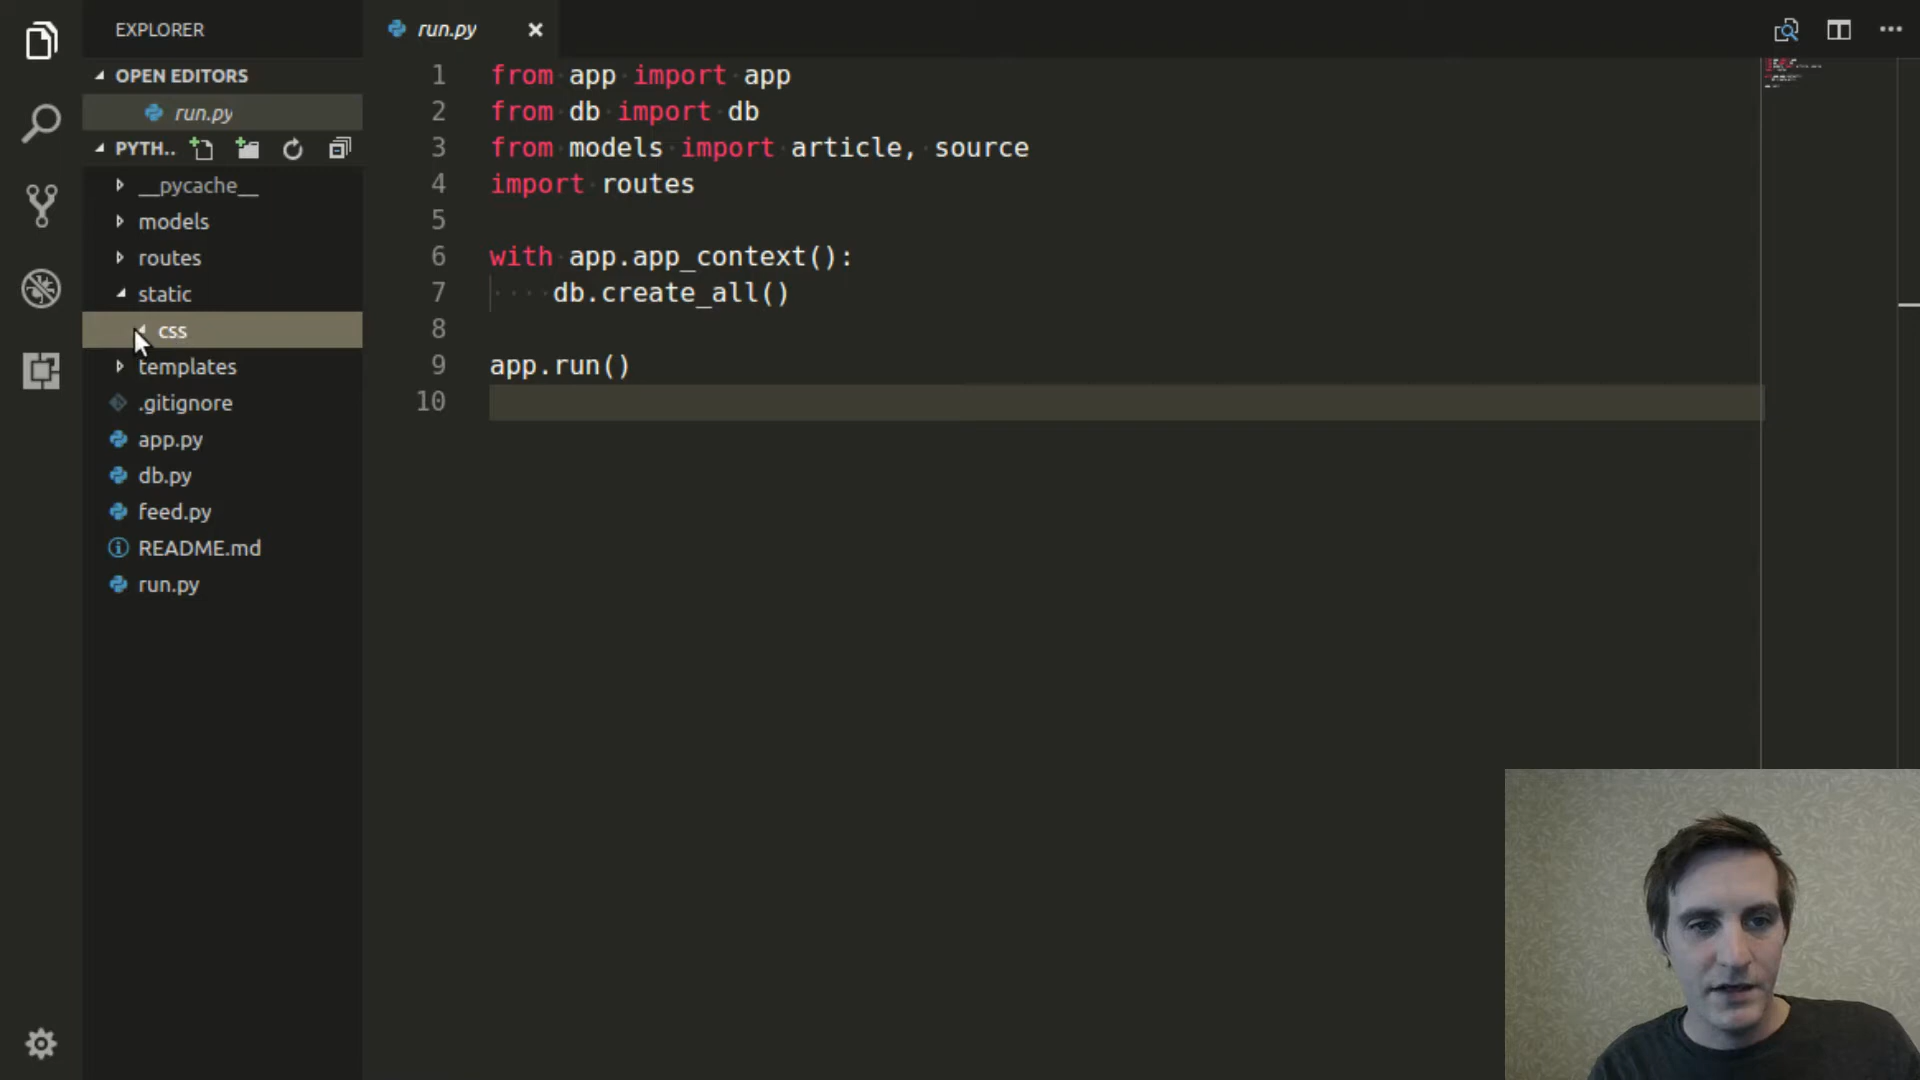 EXPLORER
OPEN EDITORS
run.py
PYTH..
__pycache__
models
routes
static
css
templates
.gitignore
app.py
db.py
feed.py
README.md
run.py
run.py
1 from app import app
2 from db import db
3 from models import article, source
4 import routes
5
6 with app.app_context():
7 db.create_all()
8
9 app.run()
10